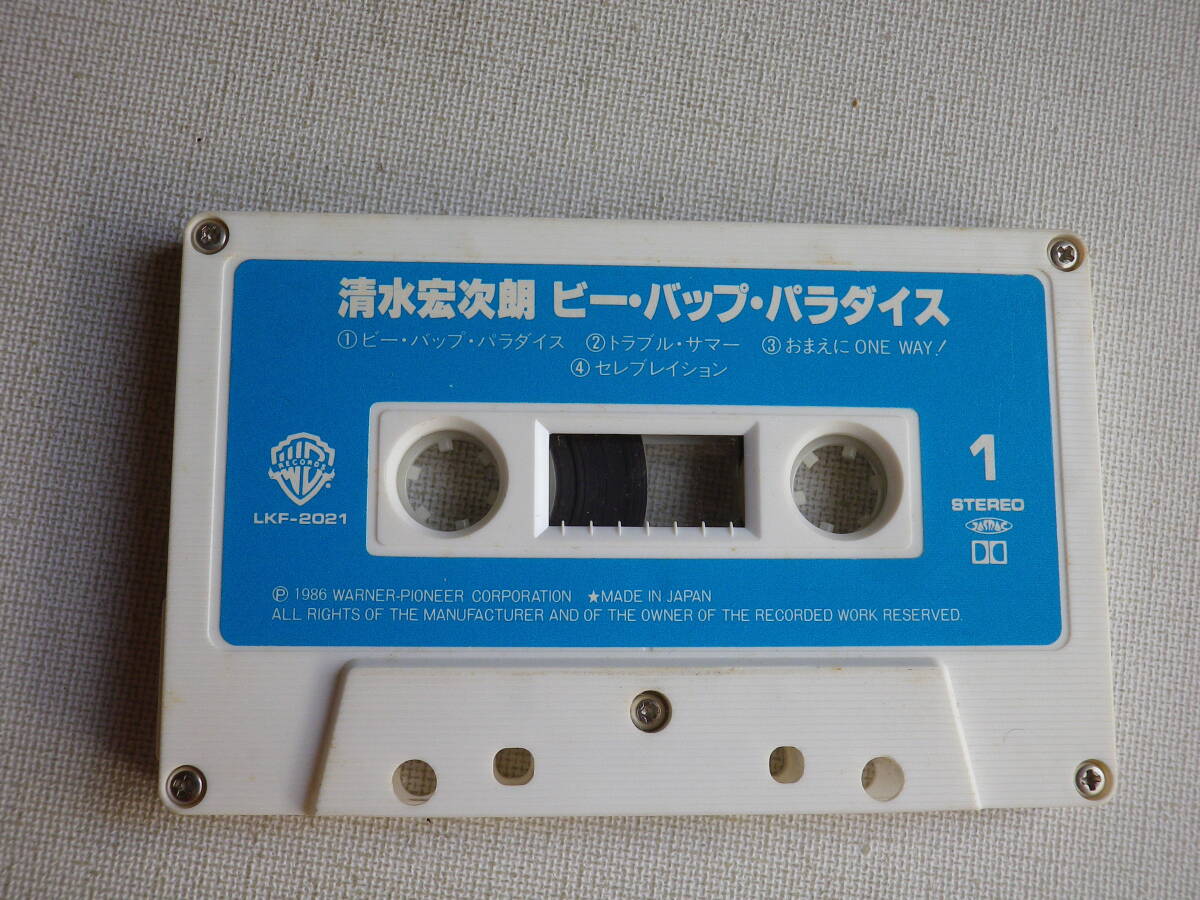 清水宏次朗 ビー・バップ・パラダイス
①ビー・バップ・パラダイス ②トラブル・サマー ③おまえに ONE WAY!
④セレブレイション
RECORDS
LKF-2021
1
STEREO
JASRAC
Ⓟ 1986 WARNER-PIONEER CORPORATION ★MADE IN JAPAN
ALL RIGHTS OF THE MANUFACTURER AND OF THE OWNER OF THE RECORDED WORK RESERVED.